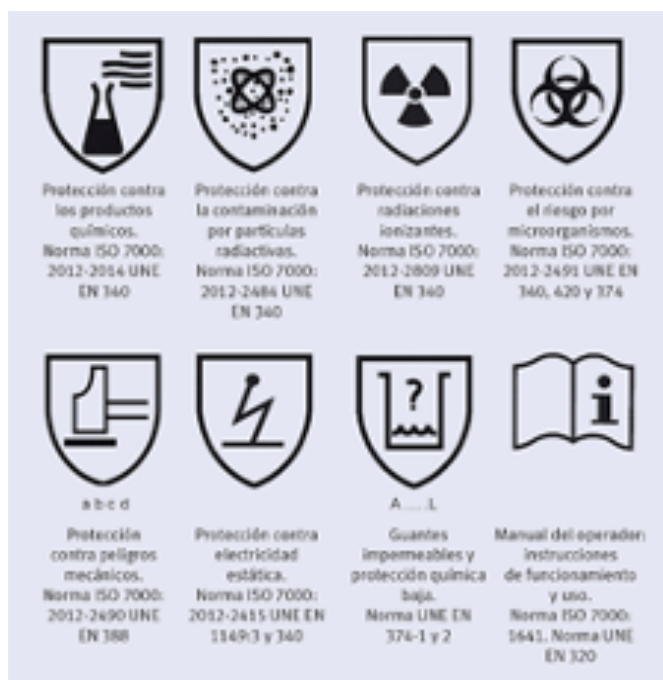 Protección contra
los productos
químicos.
Norma ISO 7000:
2012-2014 UNE
EN 340
Protección contra
la contaminación
por partículas
radiactivas.
Norma ISO 7000:
2012-2484 UNE
EN 340
Protección contra
radiaciones
ionizantes.
Norma ISO 7000:
2012-2809 UNE
EN 340
Protección contra
el riesgo por
microorganismos.
Norma ISO 7000:
2012-2491 UNE EN
340, 420 y 374
a b c d
Protección
contra peligros
mecánicos.
Norma ISO 7000:
2012-2490 UNE
EN 388
Protección contra
electricidad
estática.
Norma ISO 7000:
2012-2415 UNE EN
1149:3 y 340
?
A.....L
Guantes
impermeables y
protección química
baja.
Norma UNE EN
374-1 y 2
i
Manual del operador:
instrucciones
de funcionamiento
y uso.
Norma ISO 7000:
1641. Norma UNE
EN 320